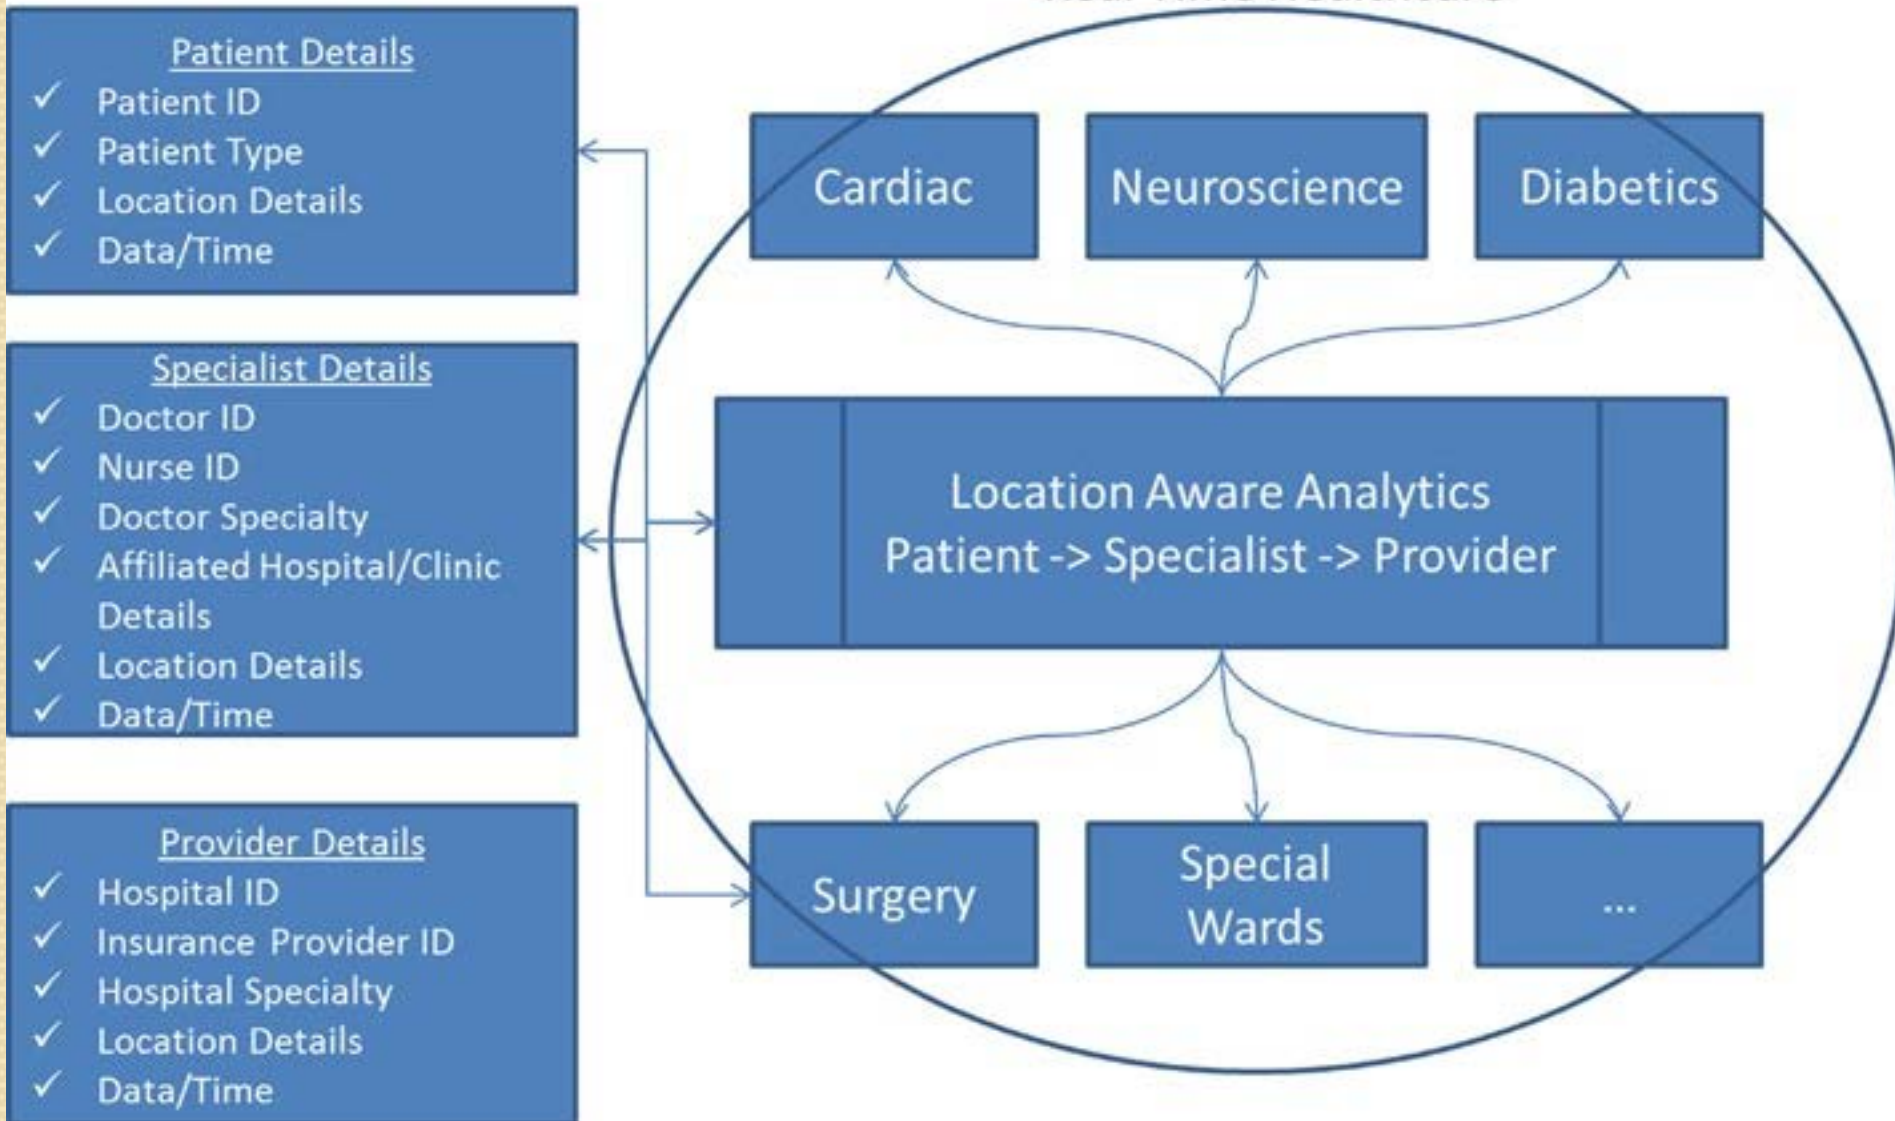 Patient Details
✓ Patient ID
✓ Patient Type
✓ Location Details
✓ Data/Time
Specialist Details
✓ Doctor ID
✓ Nurse ID
✓ Doctor Specialty
✓ Affiliated Hospital/Clinic
Details
✓ Location Details
✓ Data/Time
Provider Details
✓ Hospital ID
✓ Insurance Provider ID
✓ Hospital Specialty
✓ Location Details
✓ Data/Time
Cardiac
Neuroscience
Diabetics
Location Aware Analytics
Patient -> Specialist -> Provider
Surgery
Special
Wards
...